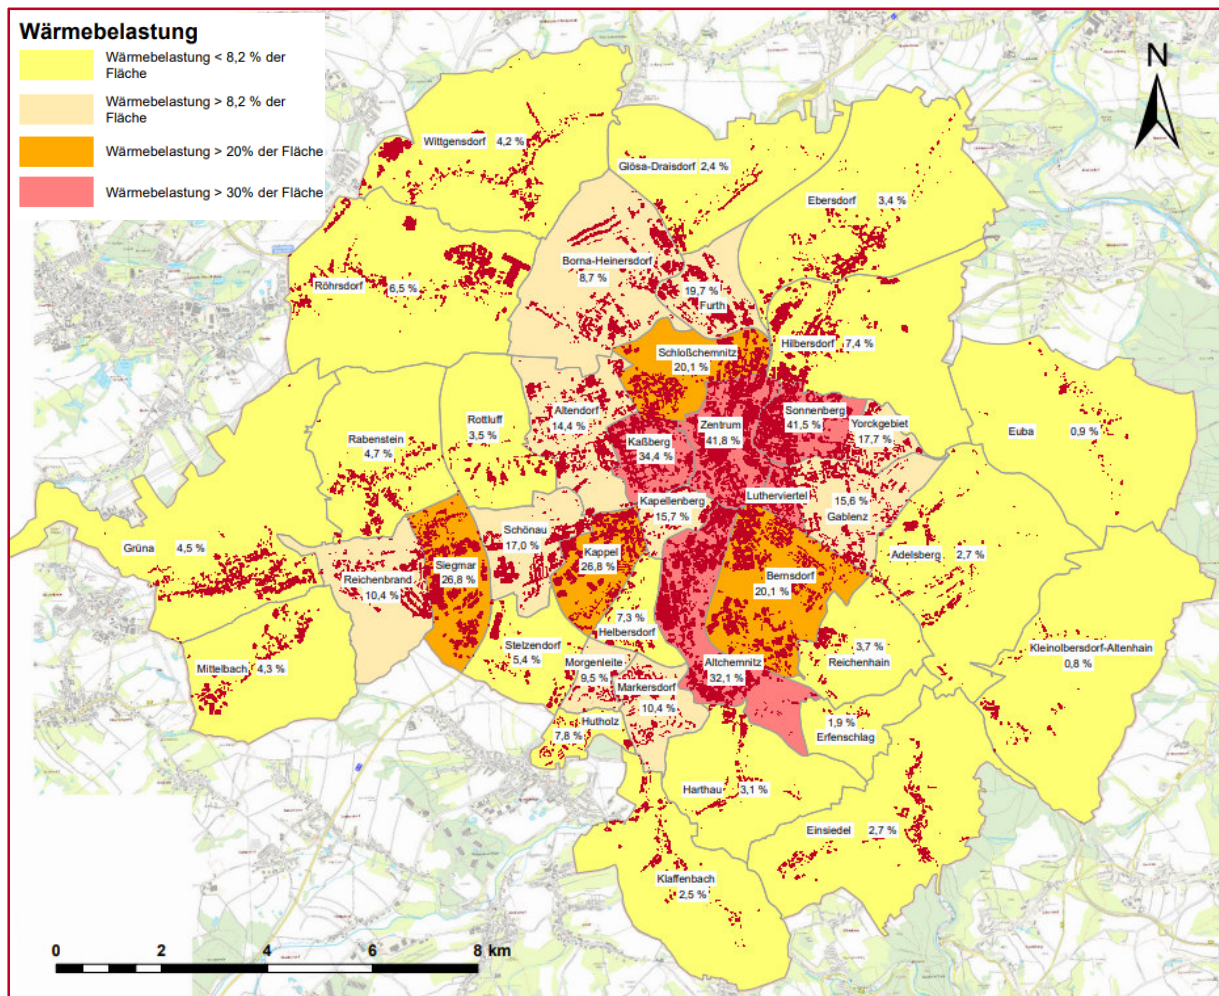 Wärmebelastung
Wärmebelastung < 8,2 % der
Fläche
Wärmebelastung > 8,2 % der
Fläche
Wärmebelastung > 20% der Fläche
Wärmebelastung > 30% der Fläche
N
Wittgensdorf 4,2 %
Glösa-Draisdorf 2,4 %
Ebersdorf 3,4 %
Borna-Heinersdorf
8,7 %
Röhrsdorf 6,5 %
19,7 %
Furth
Schloßchemnitz
20,1 %
Hilbersdorf 7,4 %
Altendorf
14,4 %
Rottluff
3,5 %
Zentrum
41,8 %
Sonnenberg
41,5 %
Yorckgebiet
17,7 %
Euba 0,9 %
Rabenstein
4,7 %
Kaßberg
34,4 %
Kapellenberg
15,7 %
Lutherviertel
15,6 %
Gablenz
Schönau
17,0 %
Grüna 4,5 %
Kappel
26,8 %
Adelsberg 2,7 %
Siegmar
26,8 %
Reichenbrand
10,4 %
Bernsdorf
20,1 %
7,3 %
Helbersdorf
Stelzendorf
5,4 %
3,7 %
Reichenhain
Kleinolbersdorf-Altenhain
0,8 %
Mittelbach 4,3 %
Morgenleite
9,5 %
Altchemnitz
32,1 %
Markersdorf
10,4 %
Hutholz
7,8 %
1,9 %
Erfenschlag
Harthau 3,1 %
Einsiedel 2,7 %
Klaffenbach
2,5 %
0 2 4 6 8 km